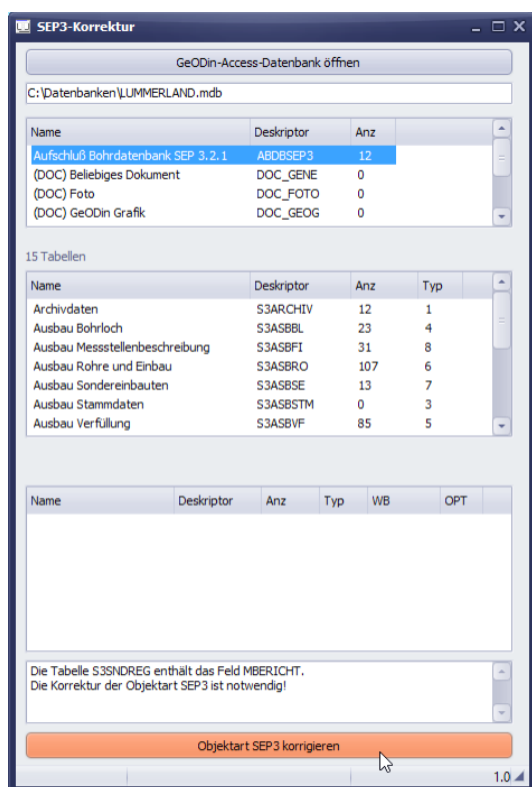 SEP3-Korrektur
GeODin-Access-Datenbank öffnen
C:\Datenbanken\LUMMERLAND.mdb
Name Deskriptor Anz
Aufschluß Bohrdatenbank SEP 3.2.1 ABDBSEP3 12
(DOC) Beliebiges Dokument DOC_GENE 0
(DOC) Foto DOC_FOTO 0
(DOC) GeODin Grafik DOC_GEOG 0
15 Tabellen
Name Deskriptor Anz Typ
Archivdaten S3ARCHIV 12 1
Ausbau Bohrloch S3ASBBL 23 4
Ausbau Messstellenbeschreibung S3ASBFI 31 8
Ausbau Rohre und Einbau S3ASBRO 107 6
Ausbau Sondereinbauten S3ASBSE 13 7
Ausbau Stammdaten S3ASBSTM 0 3
Ausbau Verfüllung S3ASBVF 85 5
Name Deskriptor Anz Typ WB OPT
Die Tabelle S3SNDREG enthält das Feld MBERICHT.
Die Korrektur der Objektart SEP3 ist notwendig!
Objektart SEP3 korrigieren
1.0